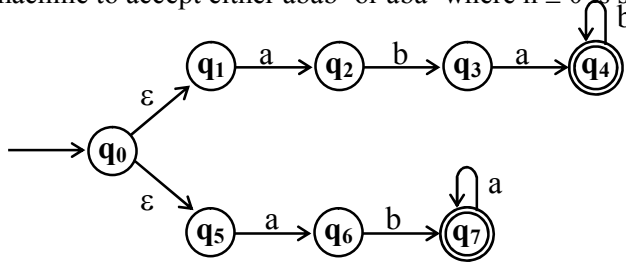 machine to accept either abab or aba where n ≥ 0
b
q1 a q2 b q3 a q4
ε
q0
ε
a
q5 a q6 b q7